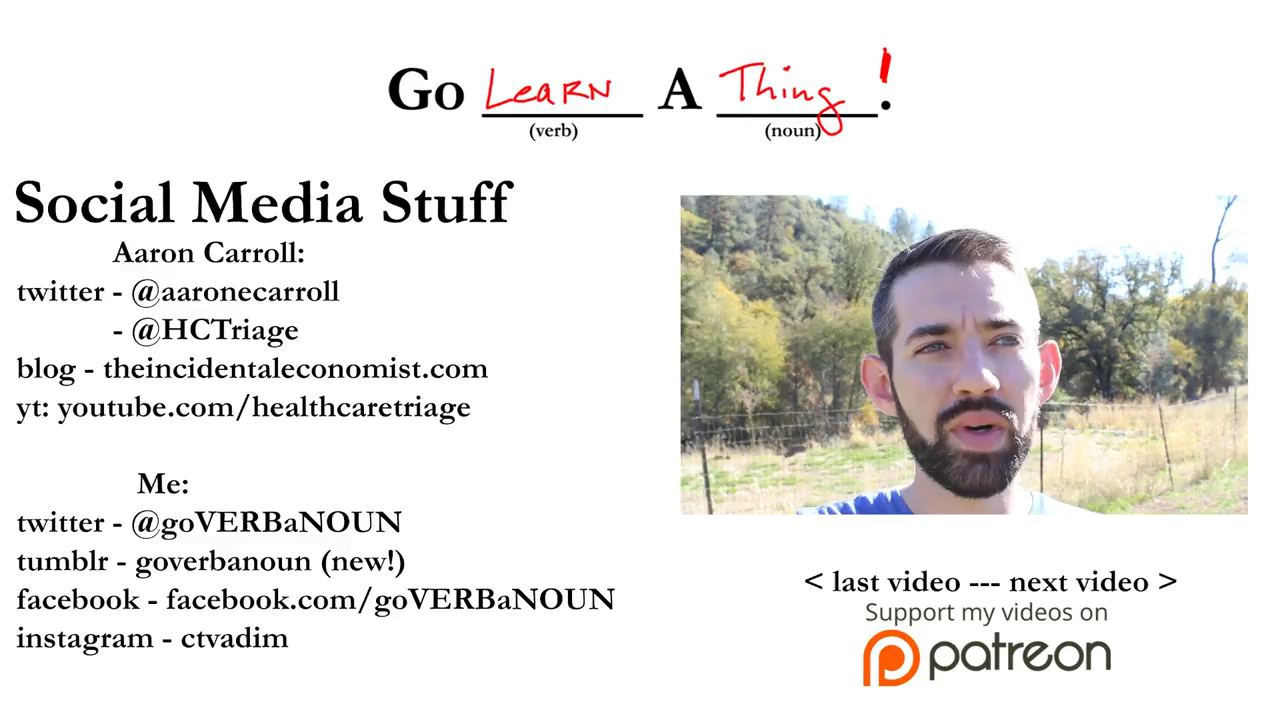 Go Learn A Thing!
(verb) (noun)
Social Media Stuff
Aaron Carroll:
twitter - @aaronecarroll
- @HCTriage
blog - theincidentaleconomist.com
yt: youtube.com/healthcaretriage
Me:
twitter - @goVERBaNOUN
tumblr - goverbanoun (new!)
facebook - facebook.com/goVERBaNOUN
instagram - ctvadim
< last video --- next video >
Support my videos on
patreon